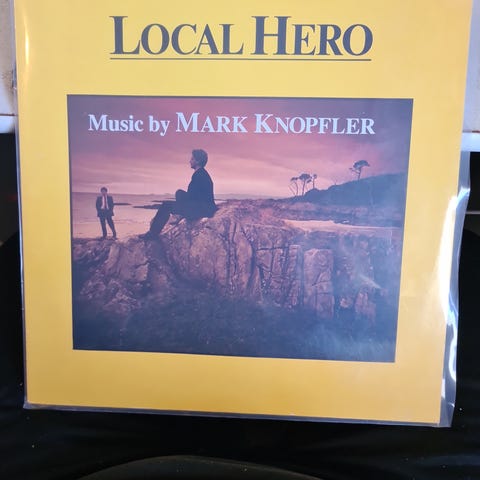 LOCAL HERO
Music by MARK KNOPFLER